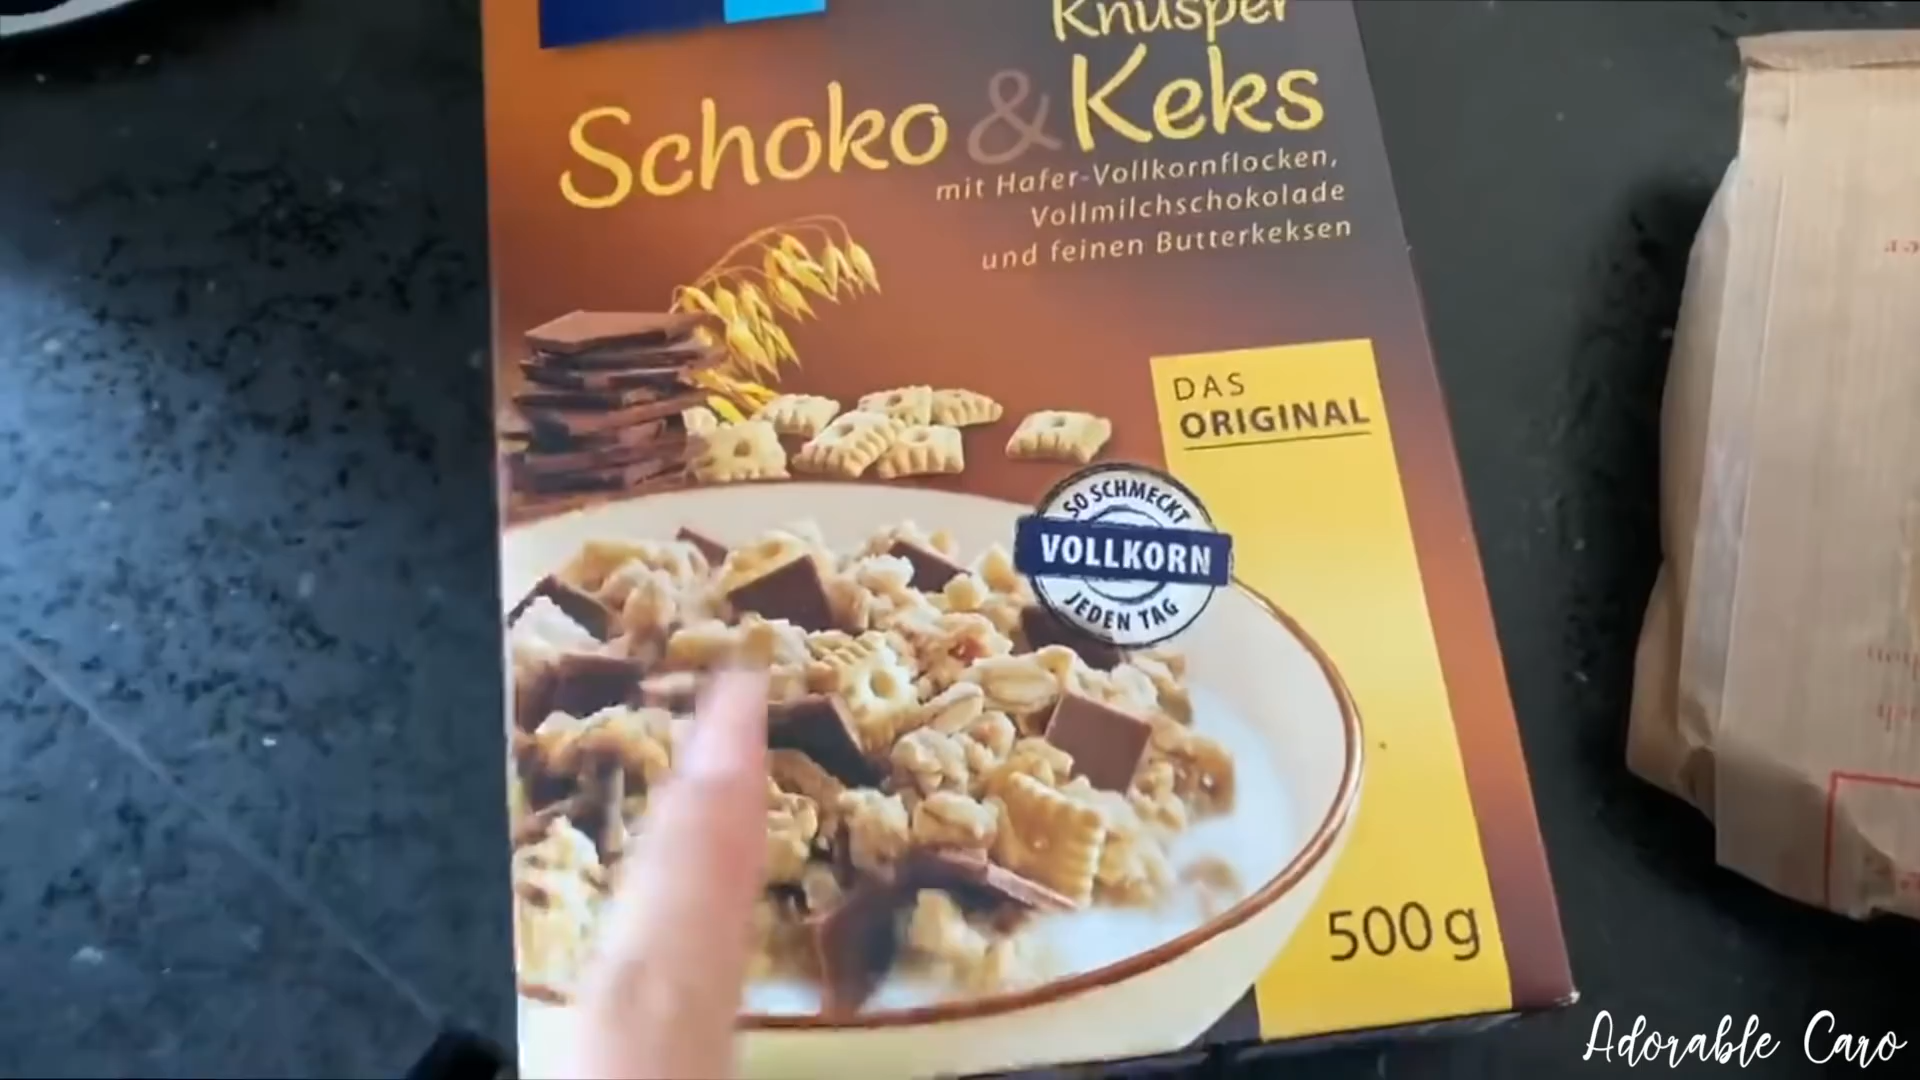 Knusper
Schoko & Keks
mit Hafer-Vollkornflocken,
Vollmilchschokolade
und feinen Butterkeksen
DAS
ORIGINAL
SO SCHMECKT
VOLLKORN
JEDEN TAG
500 g
Adorable Caro